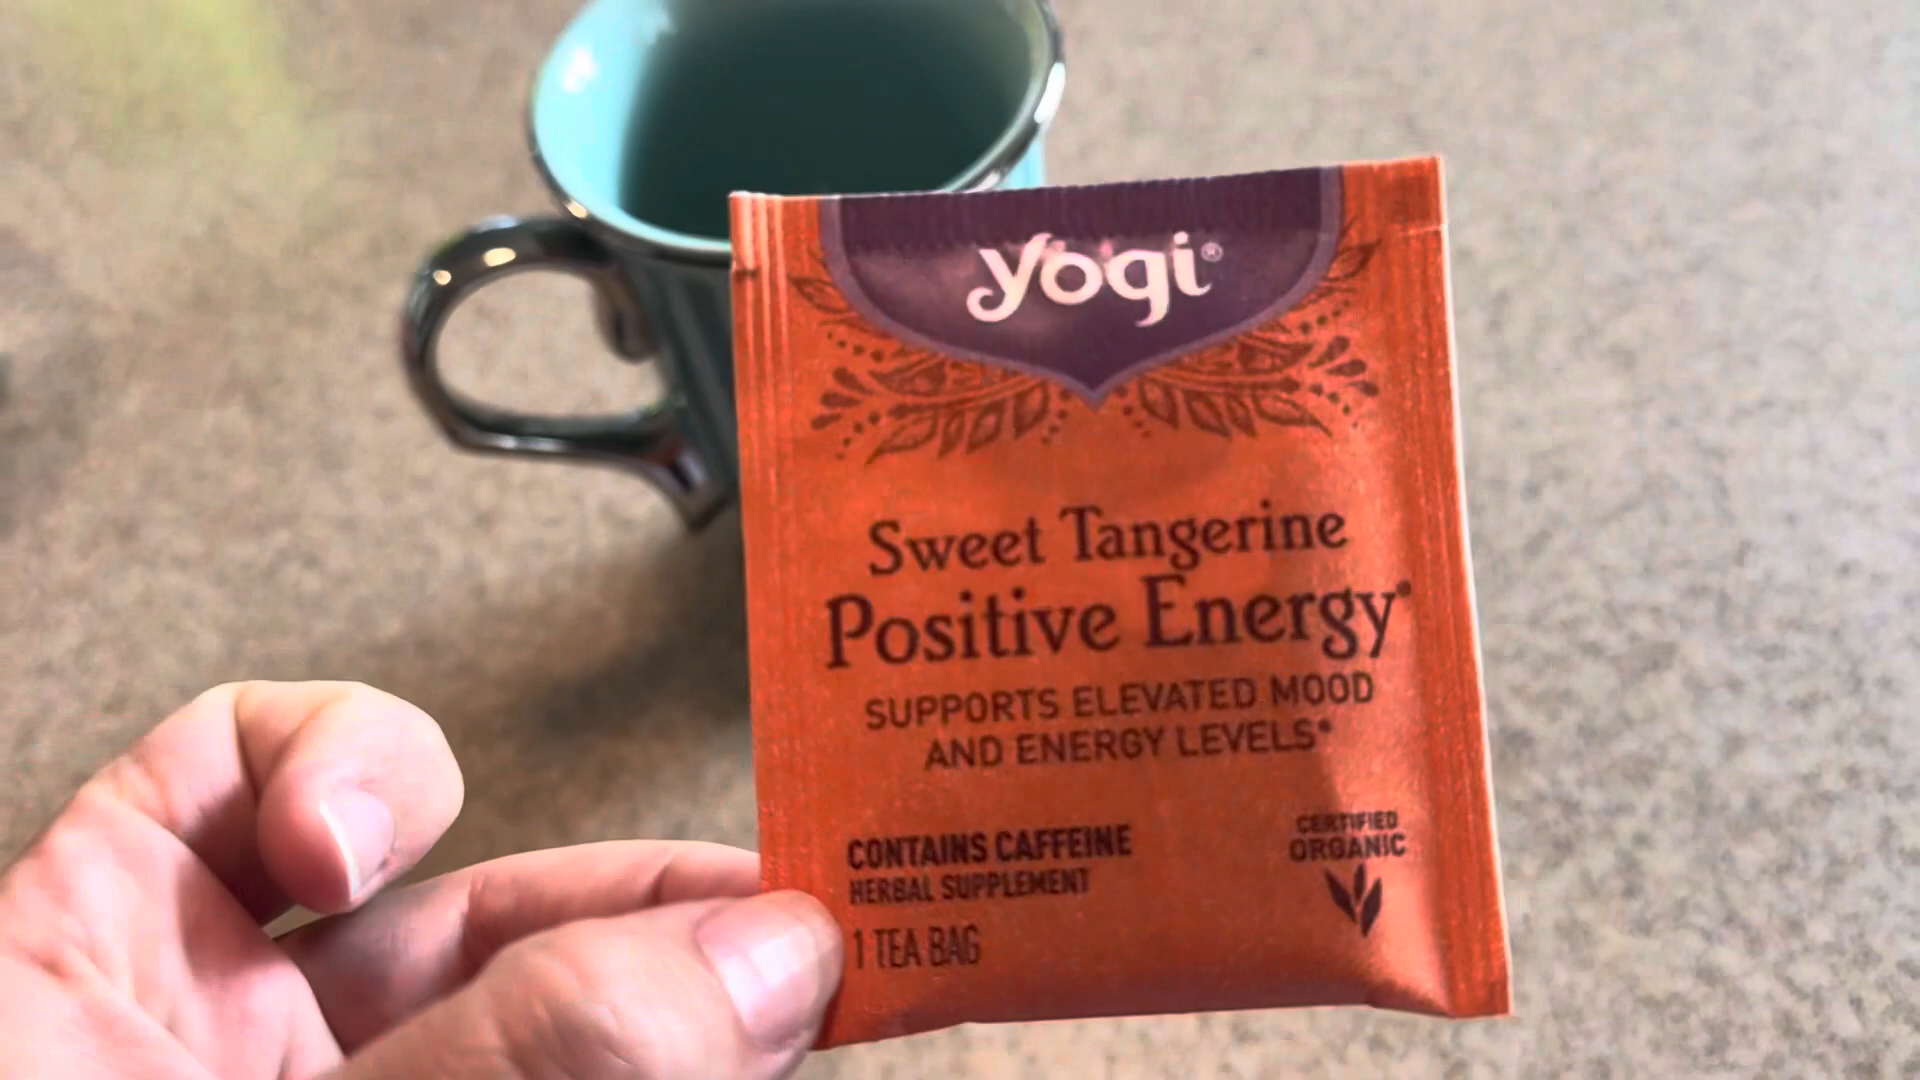 yogi®
Sweet Tangerine
Positive Energy®
SUPPORTS ELEVATED MOOD
AND ENERGY LEVELS*
CONTAINS CAFFEINE
HERBAL SUPPLEMENT
1 TEA BAG
CERTIFIED
ORGANIC